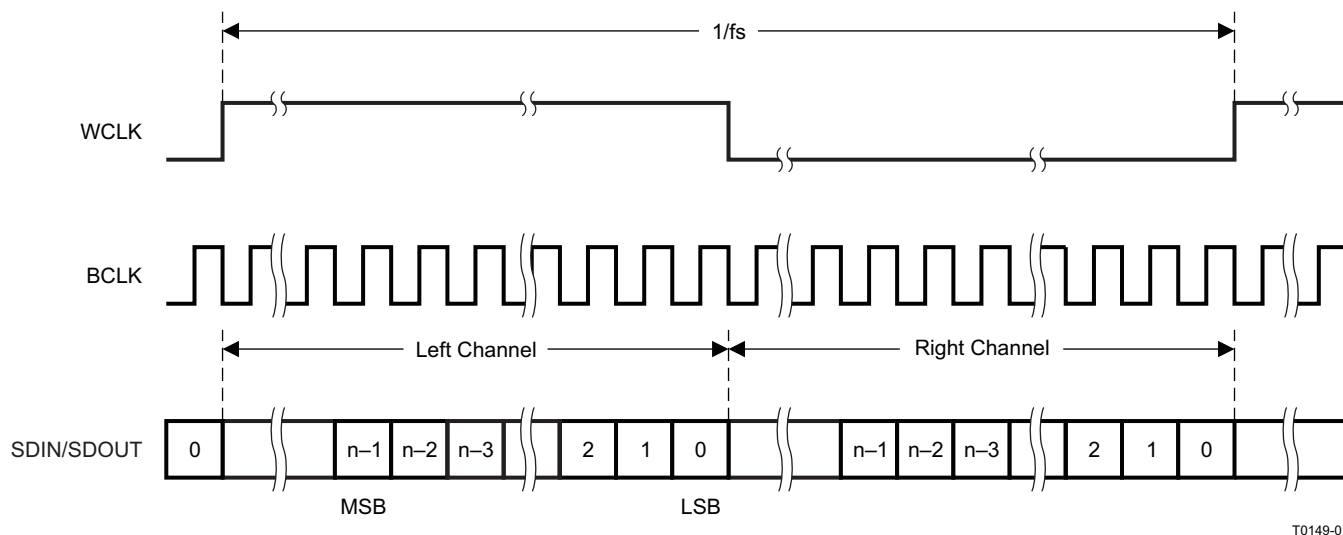 1/fs
WCLK
BCLK
Left Channel
Right Channel
SDIN/SDOUT
0 n–1 n–2 n–3 2 1 0 n–1 n–2 n–3 2 1 0
MSB LSB
T0149-0